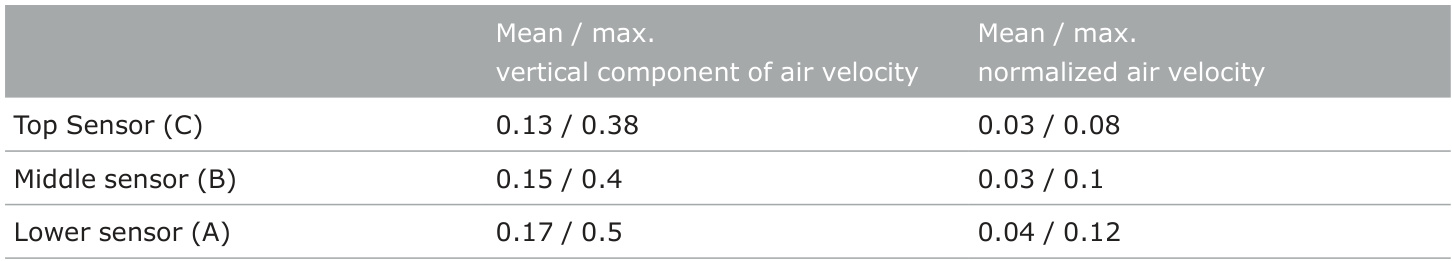 Mean / max. Mean / max.
vertical component of air velocity normalized air velocity
Top Sensor (C) 0.13 / 0.38 0.03 / 0.08
Middle sensor (B) 0.15 / 0.4 0.03 / 0.1
Lower sensor (A) 0.17 / 0.5 0.04 / 0.12